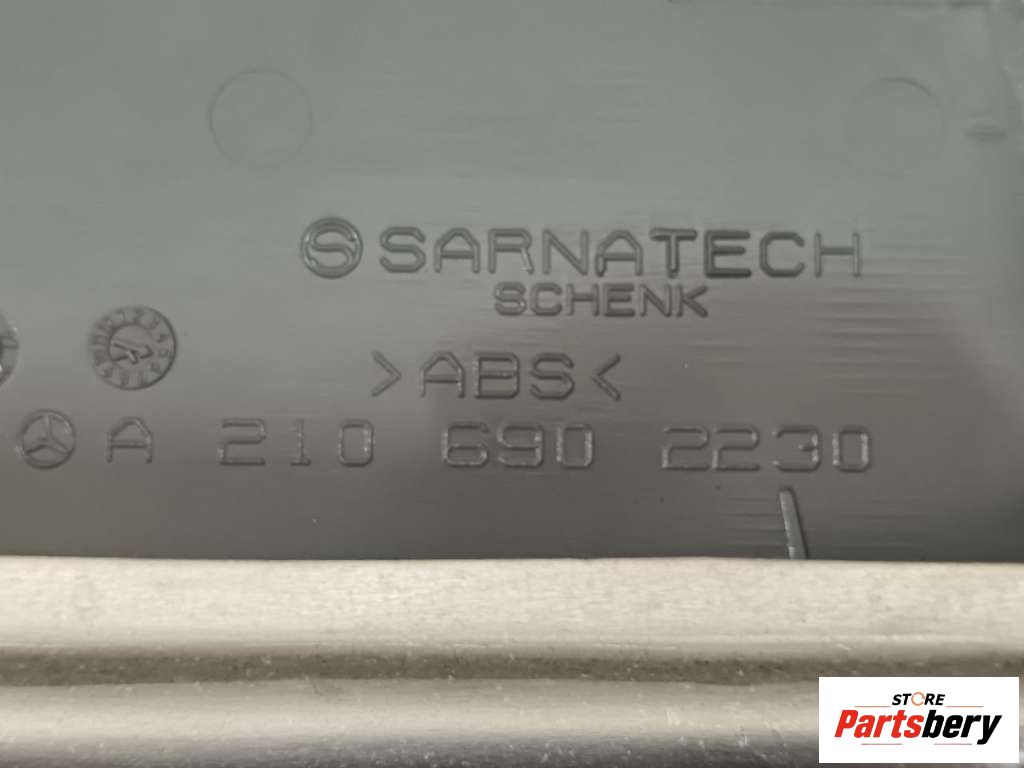 SARNATECH
SCHENK
>ABS<
A 210 690 2230
STORE
Partsbery